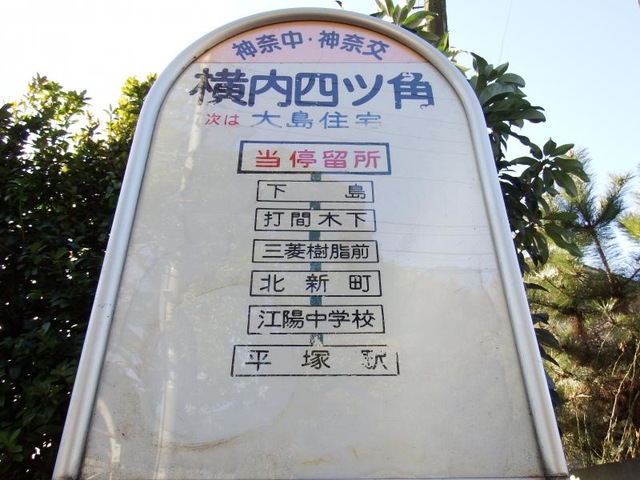 神奈中・神奈交
横内四ツ角
次は 大島住宅
当停留所
下島
打間木下
三菱樹脂前
北新町
江陽中学校
平塚駅